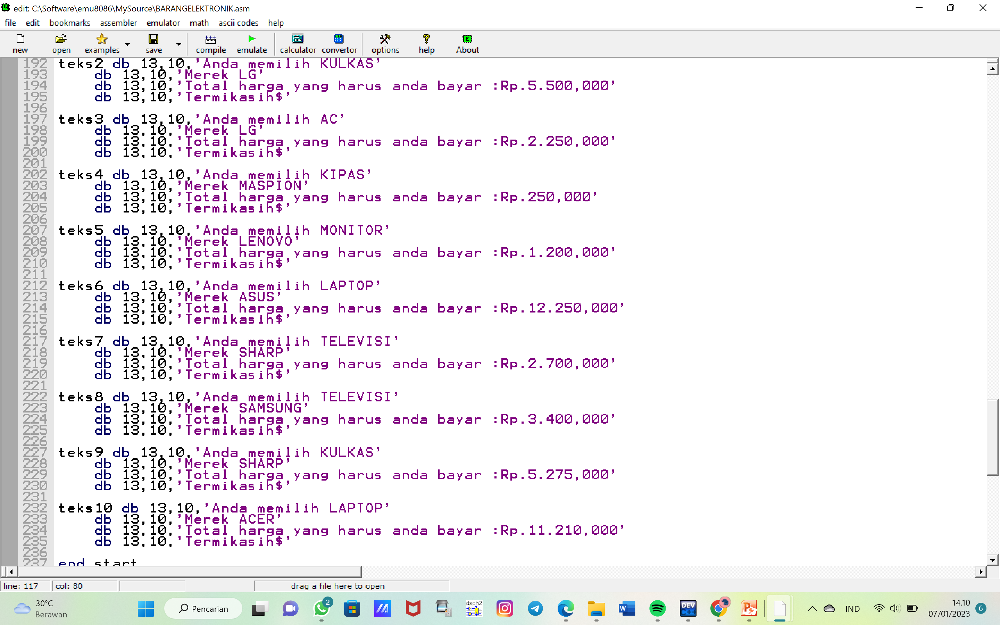 edit: C:\Software\emu8086\MySource\BARANGELEKTRONIK.asm
file edit bookmarks assembler emulator math ascii codes help
new open examples save compile emulate calculator convertor options help About
192 teks2 db 13,10,'Anda memilih KULKAS'
193 db 13,10,'Merek LG'
194 db 13,10,'Total harga yang harus anda bayar :Rp.5.500,000'
195 db 13,10,'Termikasih$'
196
197 teks3 db 13,10,'Anda memilih AC'
198 db 13,10,'Merek LG'
199 db 13,10,'Total harga yang harus anda bayar :Rp.2.250,000'
200 db 13,10,'Termikasih$'
201
202 teks4 db 13,10,'Anda memilih KIPAS'
203 db 13,10,'Merek MASPION'
204 db 13,10,'Total harga yang harus anda bayar :Rp.250,000'
205 db 13,10,'Termikasih$'
206
207 teks5 db 13,10,'Anda memilih MONITOR'
208 db 13,10,'Merek LENOVO'
209 db 13,10,'Total harga yang harus anda bayar :Rp.1.200,000'
210 db 13,10,'Termikasih$'
211
212 teks6 db 13,10,'Anda memilih LAPTOP'
213 db 13,10,'Merek ASUS'
214 db 13,10,'Total harga yang harus anda bayar :Rp.12.250,000'
215 db 13,10,'Termikasih$'
216
217 teks7 db 13,10,'Anda memilih TELEVISI'
218 db 13,10,'Merek SHARP'
219 db 13,10,'Total harga yang harus anda bayar :Rp.2.700,000'
220 db 13,10,'Termikasih$'
221
222 teks8 db 13,10,'Anda memilih TELEVISI'
223 db 13,10,'Merek SAMSUNG'
224 db 13,10,'Total harga yang harus anda bayar :Rp.3.400,000'
225 db 13,10,'Termikasih$'
226
227 teks9 db 13,10,'Anda memilih KULKAS'
228 db 13,10,'Merek SHARP'
229 db 13,10,'Total harga yang harus anda bayar :Rp.5.275,000'
230 db 13,10,'Termikasih$'
231
232 teks10 db 13,10,'Anda memilih LAPTOP'
233 db 13,10,'Merek ACER'
234 db 13,10,'Total harga yang harus anda bayar :Rp.11.210,000'
235 db 13,10,'Termikasih$'
236
237 end start
line: 117 col: 80 drag a file here to open
30°C
Berawan
Pencarian
2
dsch2
W
DEV C++
IND
14.10
07/01/2023
6